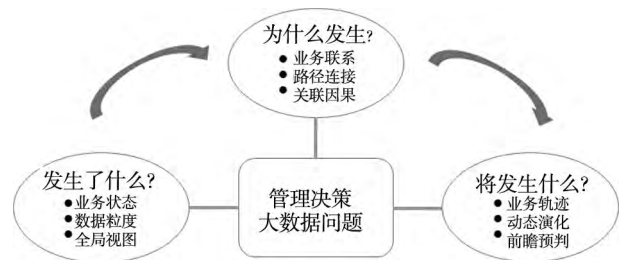 为什么发生?
●业务联系
●路径连接
●关联因果
发生了什么?
●业务状态
●数据粒度
●全局视图
管理决策
大数据问题
将发生什么?
●业务轨迹
●动态演化
●前瞻预判